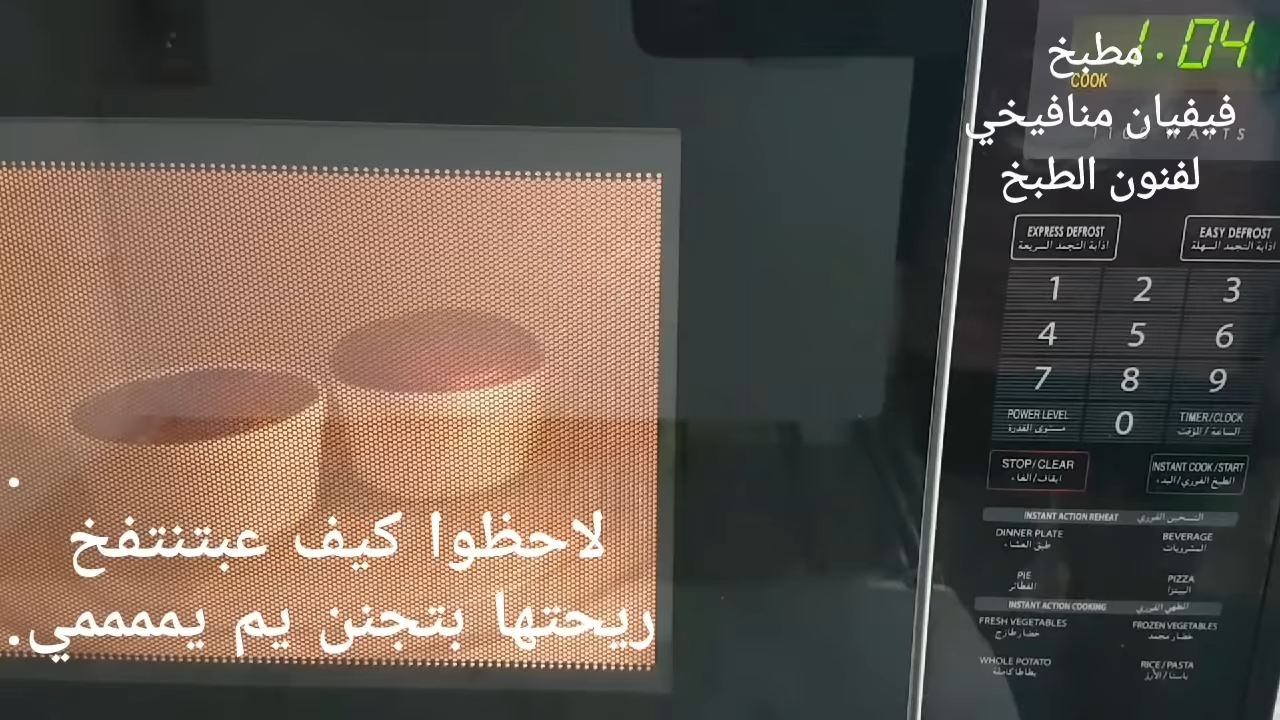 1:04
COOK
مطبخ
فيفيان منافيخي
لفنون الطبخ
1100 WATTS
EXPRESS DEFROST
اذابة التجمد السريعة
EASY DEFROST
اذابة التجمد السهلة
1 2 3
4 5 6
7 8 9
POWER LEVEL
مستوى القدرة
0
TIMER/CLOCK
الساعة / المؤقت
STOP/CLEAR
ايقاف/الغاء
INSTANT COOK/START
الطبخ الفوري/البدء
INSTANT ACTION REHEAT التسخين الفوري
DINNER PLATE
طبق العشاء
BEVERAGE
المشروبات
PIE
الفطائر
PIZZA
البيتزا
INSTANT ACTION COOKING الطهي الفوري
FRESH VEGETABLES
خضار طازج
FROZEN VEGETABLES
خضار مجمد
WHOLE POTATO
بطاطا كاملة
RICE/PASTA
باستا/الأرز
.
لاحظوا كيف عبتنتفخ
ريحتها بتجنن يم يممممي.